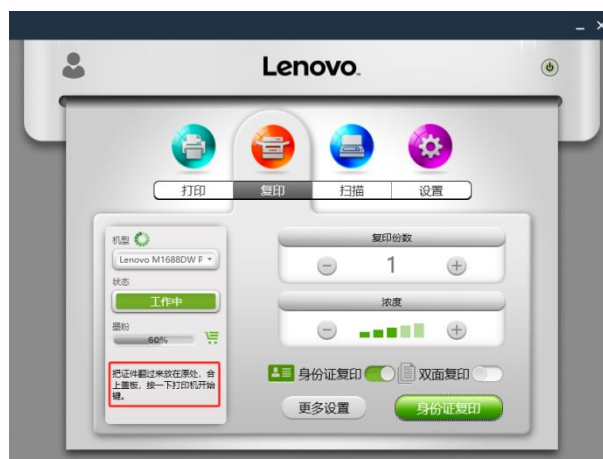 Lenovo
打印
复印
扫描
设置
机型
Lenovo M1688DW P
状态
工作中
墨粉
60%
把证件翻过来放在原处，合
上盖板，按一下打印机开始
键。
复印份数
1
浓度
身份证复印
双面复印
更多设置
身份证复印